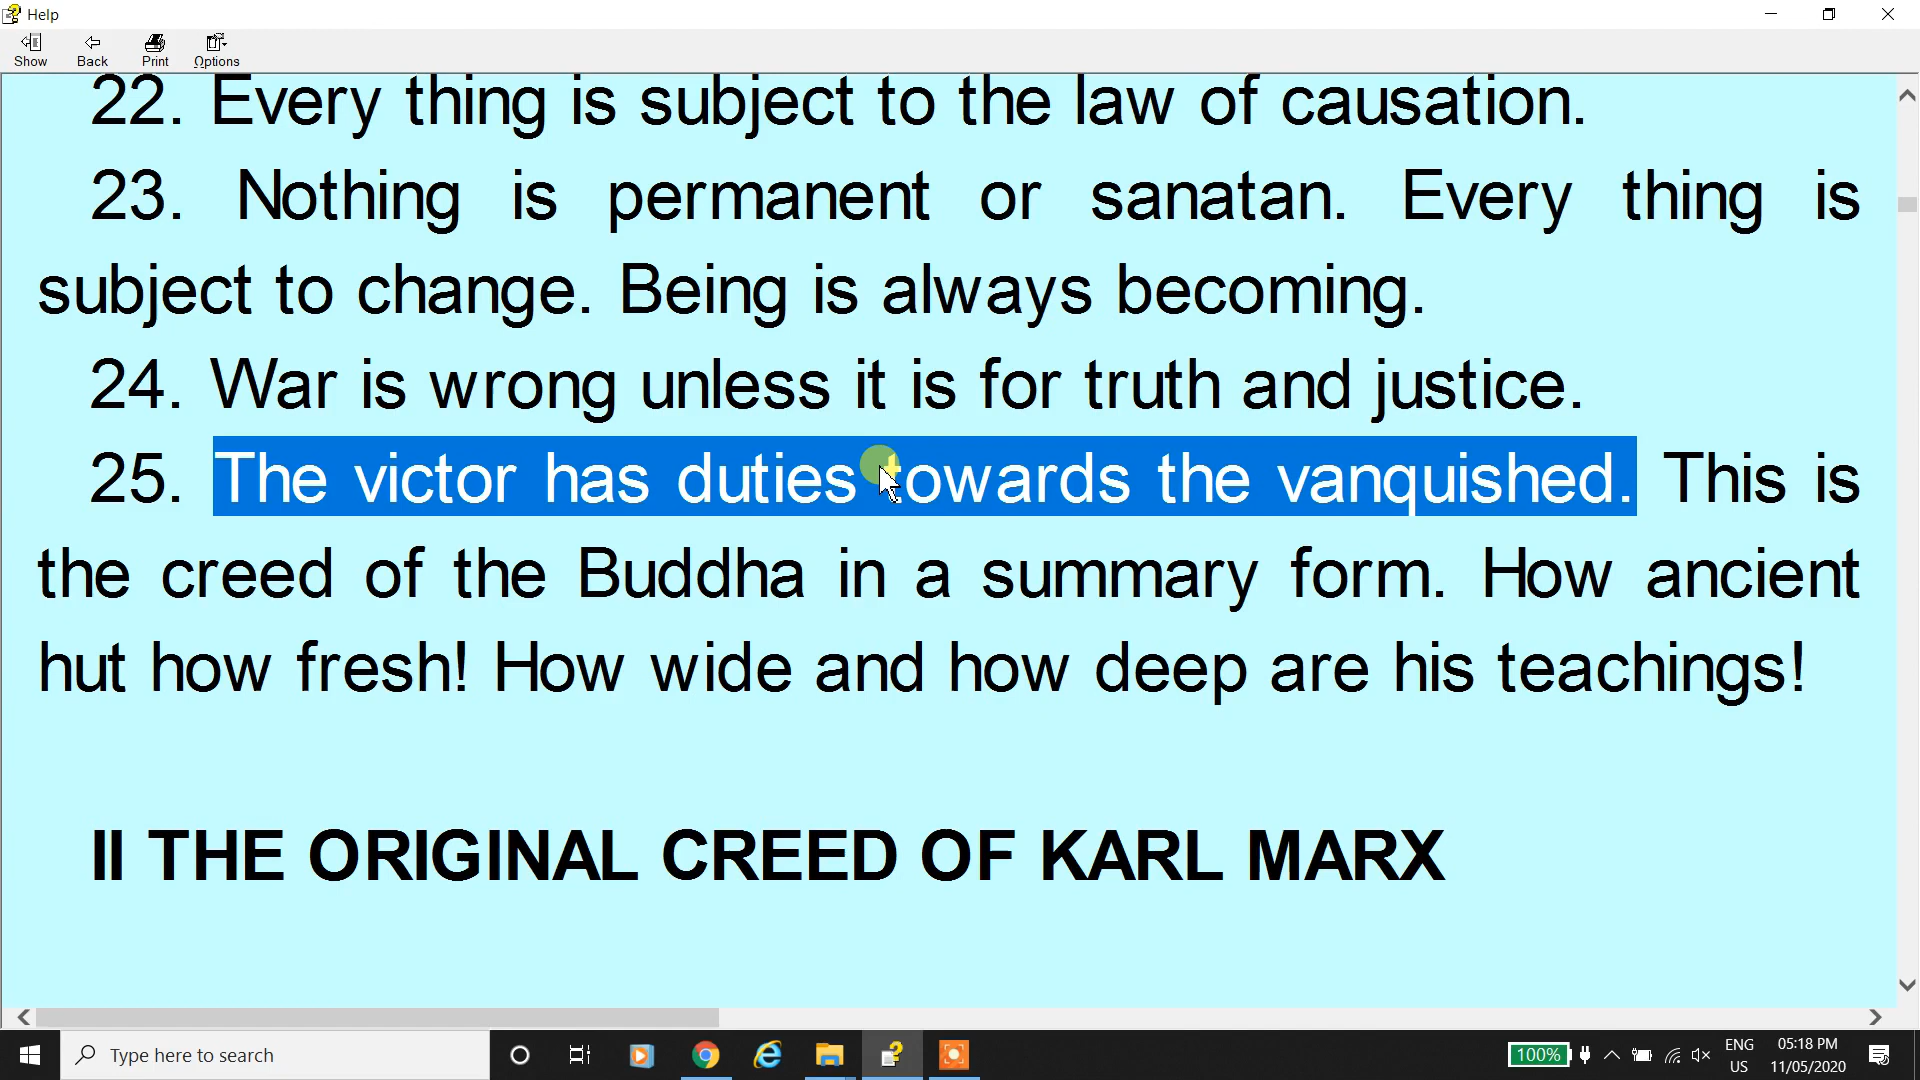 Help
Show Back Print Options
22. Every thing is subject to the law of causation.
23. Nothing is permanent or sanatan. Every thing is
subject to change. Being is always becoming.
24. War is wrong unless it is for truth and justice.
25. The victor has duties towards the vanquished. This is
the creed of the Buddha in a summary form. How ancient
hut how fresh! How wide and how deep are his teachings!
II THE ORIGINAL CREED OF KARL MARX
Type here to search
100%
ENG
US
05:18 PM
11/05/2020